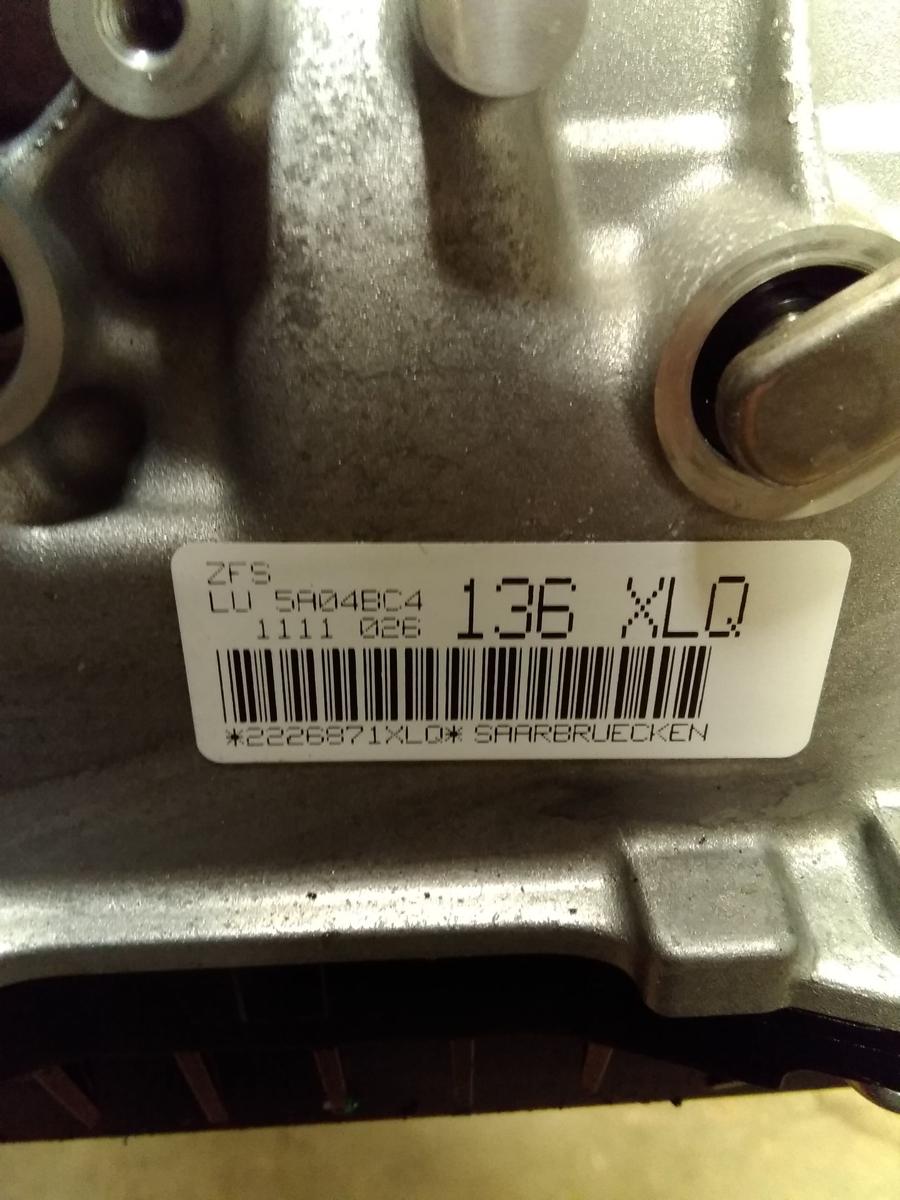 ZFS
LU 5A04BC4 136 XLQ
1111 026
*2226871XLQ* SAARBRUECKEN